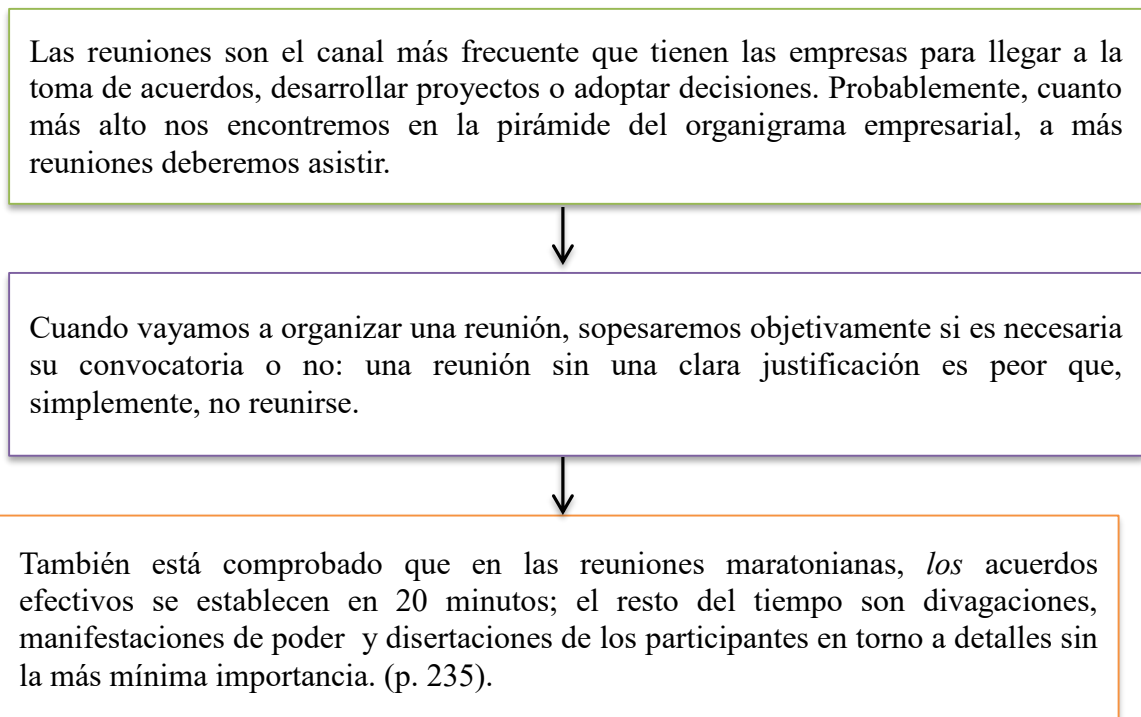 Las reuniones son el canal más frecuente que tienen las empresas para llegar a la
toma de acuerdos, desarrollar proyectos o adoptar decisiones. Probablemente, cuanto
más alto nos encontremos en la pirámide del organigrama empresarial, a más
reuniones deberemos asistir.
Cuando vayamos a organizar una reunión, sopesaremos objetivamente si es necesaria
su convocatoria o no: una reunión sin una clara justificación es peor que,
simplemente, no reunirse.
También está comprobado que en las reuniones maratonianas, los acuerdos
efectivos se establecen en 20 minutos; el resto del tiempo son divagaciones,
manifestaciones de poder y disertaciones de los participantes en torno a detalles sin
la más mínima importancia. (p. 235).